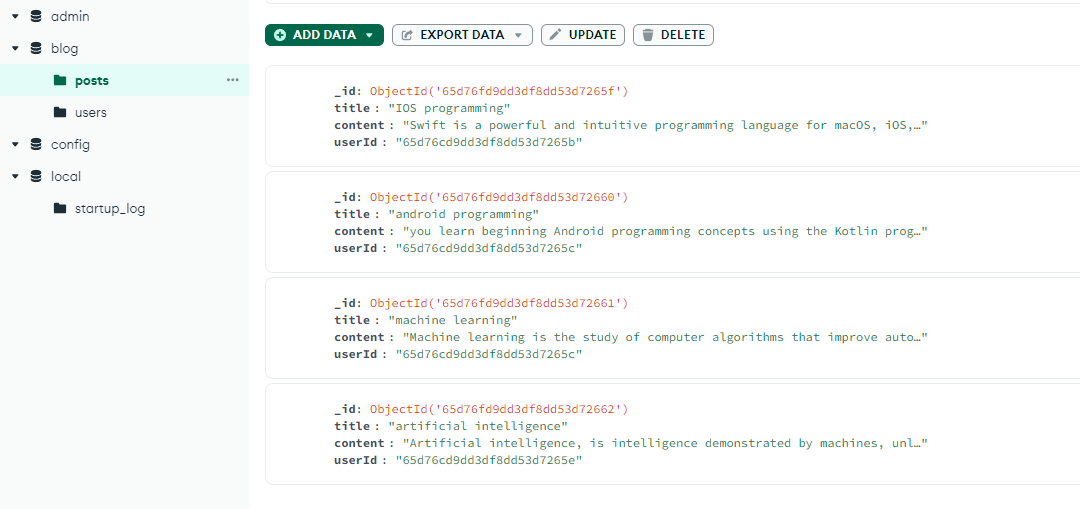 admin
blog
posts
users
config
local
startup_log
ADD DATA EXPORT DATA UPDATE DELETE
_id: ObjectId('65d76fd9dd3df8dd53d7265f')
title : "IOS programming"
content : "Swift is a powerful and intuitive programming language for macOS, iOS,…"
userId : "65d76cd9dd3df8dd53d7265b"
_id: ObjectId('65d76fd9dd3df8dd53d72660')
title : "android programming"
content : "you learn beginning Android programming concepts using the Kotlin prog…"
userId : "65d76cd9dd3df8dd53d7265c"
_id: ObjectId('65d76fd9dd3df8dd53d72661')
title : "machine learning"
content : "Machine learning is the study of computer algorithms that improve auto…"
userId : "65d76cd9dd3df8dd53d7265c"
_id: ObjectId('65d76fd9dd3df8dd53d72662')
title : "artificial intelligence"
content : "Artificial intelligence, is intelligence demonstrated by machines, unl…"
userId : "65d76cd9dd3df8dd53d7265e"